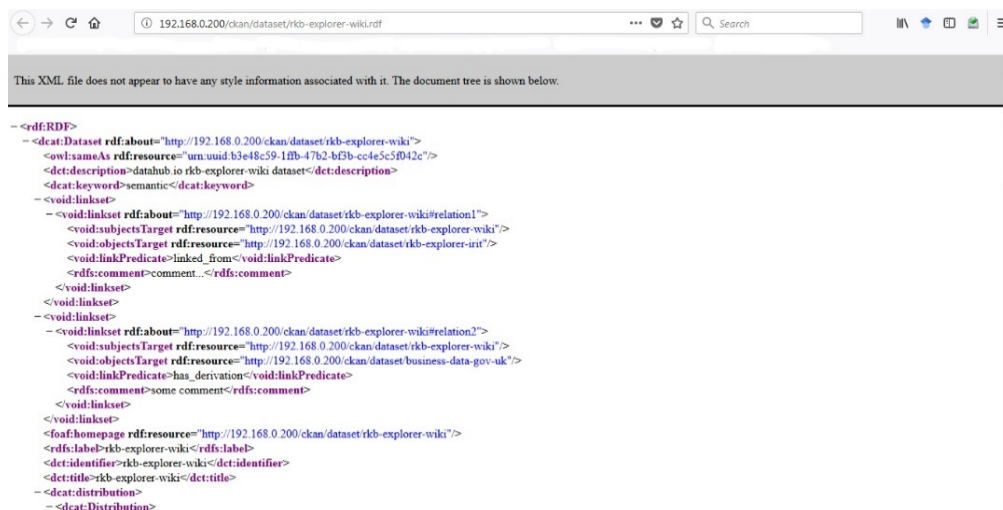 192.168.0.200/ckan/dataset/rkb-explorer-wiki.rdf
Search
This XML file does not appear to have any style information associated with it. The document tree is shown below.
−<rdf:RDF>
−<dcat:Dataset rdf:about="http://192.168.0.200/ckan/dataset/rkb-explorer-wiki">
<owl:sameAs rdf:resource="urn:uuid:b3e48c59-1ffb-47b2-bf3b-cc4e5c5f042c"/>
<dct:description>datahub.io rkb-explorer-wiki dataset</dct:description>
<dcat:keyword>semantic</dcat:keyword>
−<void:linkset>
−<void:linkset rdf:about="http://192.168.0.200/ckan/dataset/rkb-explorer-wiki#relation1">
<void:subjectsTarget rdf:resource="http://192.168.0.200/ckan/dataset/rkb-explorer-wiki"/>
<void:objectsTarget rdf:resource="http://192.168.0.200/ckan/dataset/rkb-explorer-irit"/>
<void:linkPredicate>linked_from</void:linkPredicate>
<rdfs:comment>comment...</rdfs:comment>
</void:linkset>
</void:linkset>
−<void:linkset>
−<void:linkset rdf:about="http://192.168.0.200/ckan/dataset/rkb-explorer-wiki#relation2">
<void:subjectsTarget rdf:resource="http://192.168.0.200/ckan/dataset/rkb-explorer-wiki"/>
<void:objectsTarget rdf:resource="http://192.168.0.200/ckan/dataset/business-data-gov-uk"/>
<void:linkPredicate>has_derivation</void:linkPredicate>
<rdfs:comment>some comment</rdfs:comment>
</void:linkset>
</void:linkset>
<foaf:homepage rdf:resource="http://192.168.0.200/ckan/dataset/rkb-explorer-wiki"/>
<rdfs:label>rkb-explorer-wiki</rdfs:label>
<dct:identifier>rkb-explorer-wiki</dct:identifier>
<dct:title>rkb-explorer-wiki</dct:title>
−<dcat:distribution>
−<dcat:Distribution>